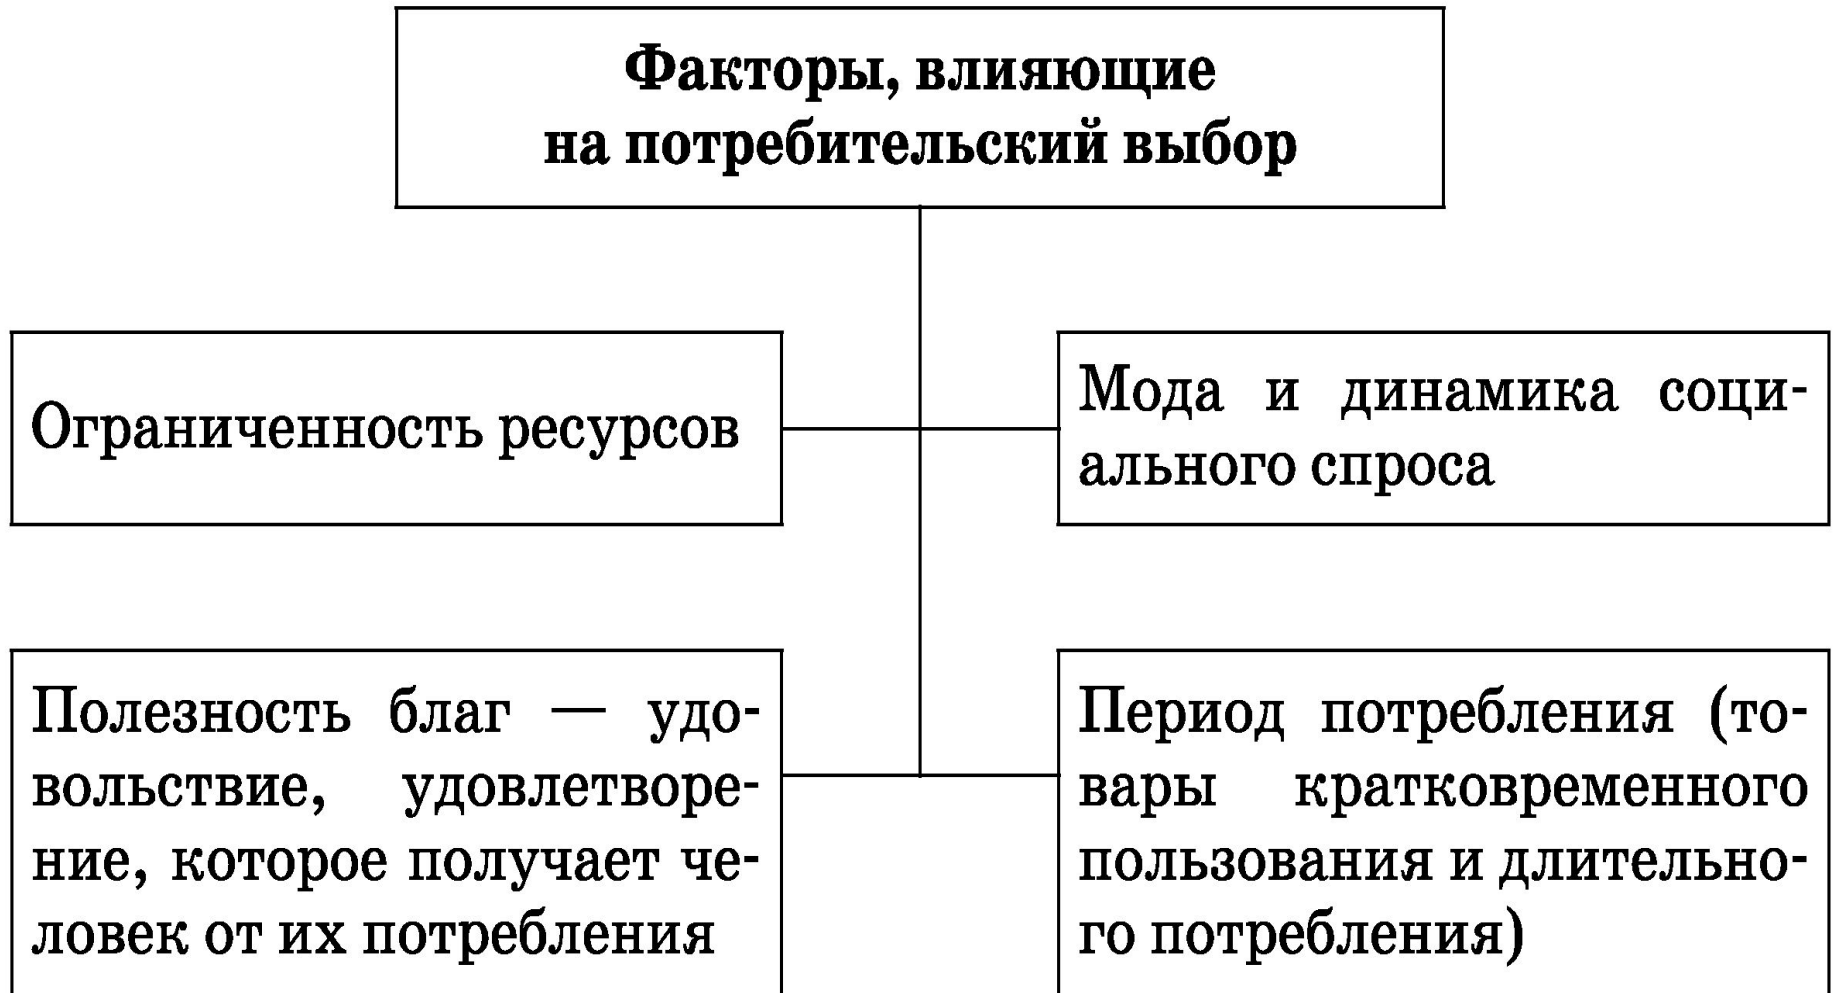 Факторы, влияющие
на потребительский выбор
Ограниченность ресурсов
Мода и динамика соци-
ального спроса
Полезность благ — удо-
вольствие, удовлетворе-
ние, которое получает че-
ловек от их потребления
Период потребления (то-
вары кратковременного
пользования и длительно-
го потребления)